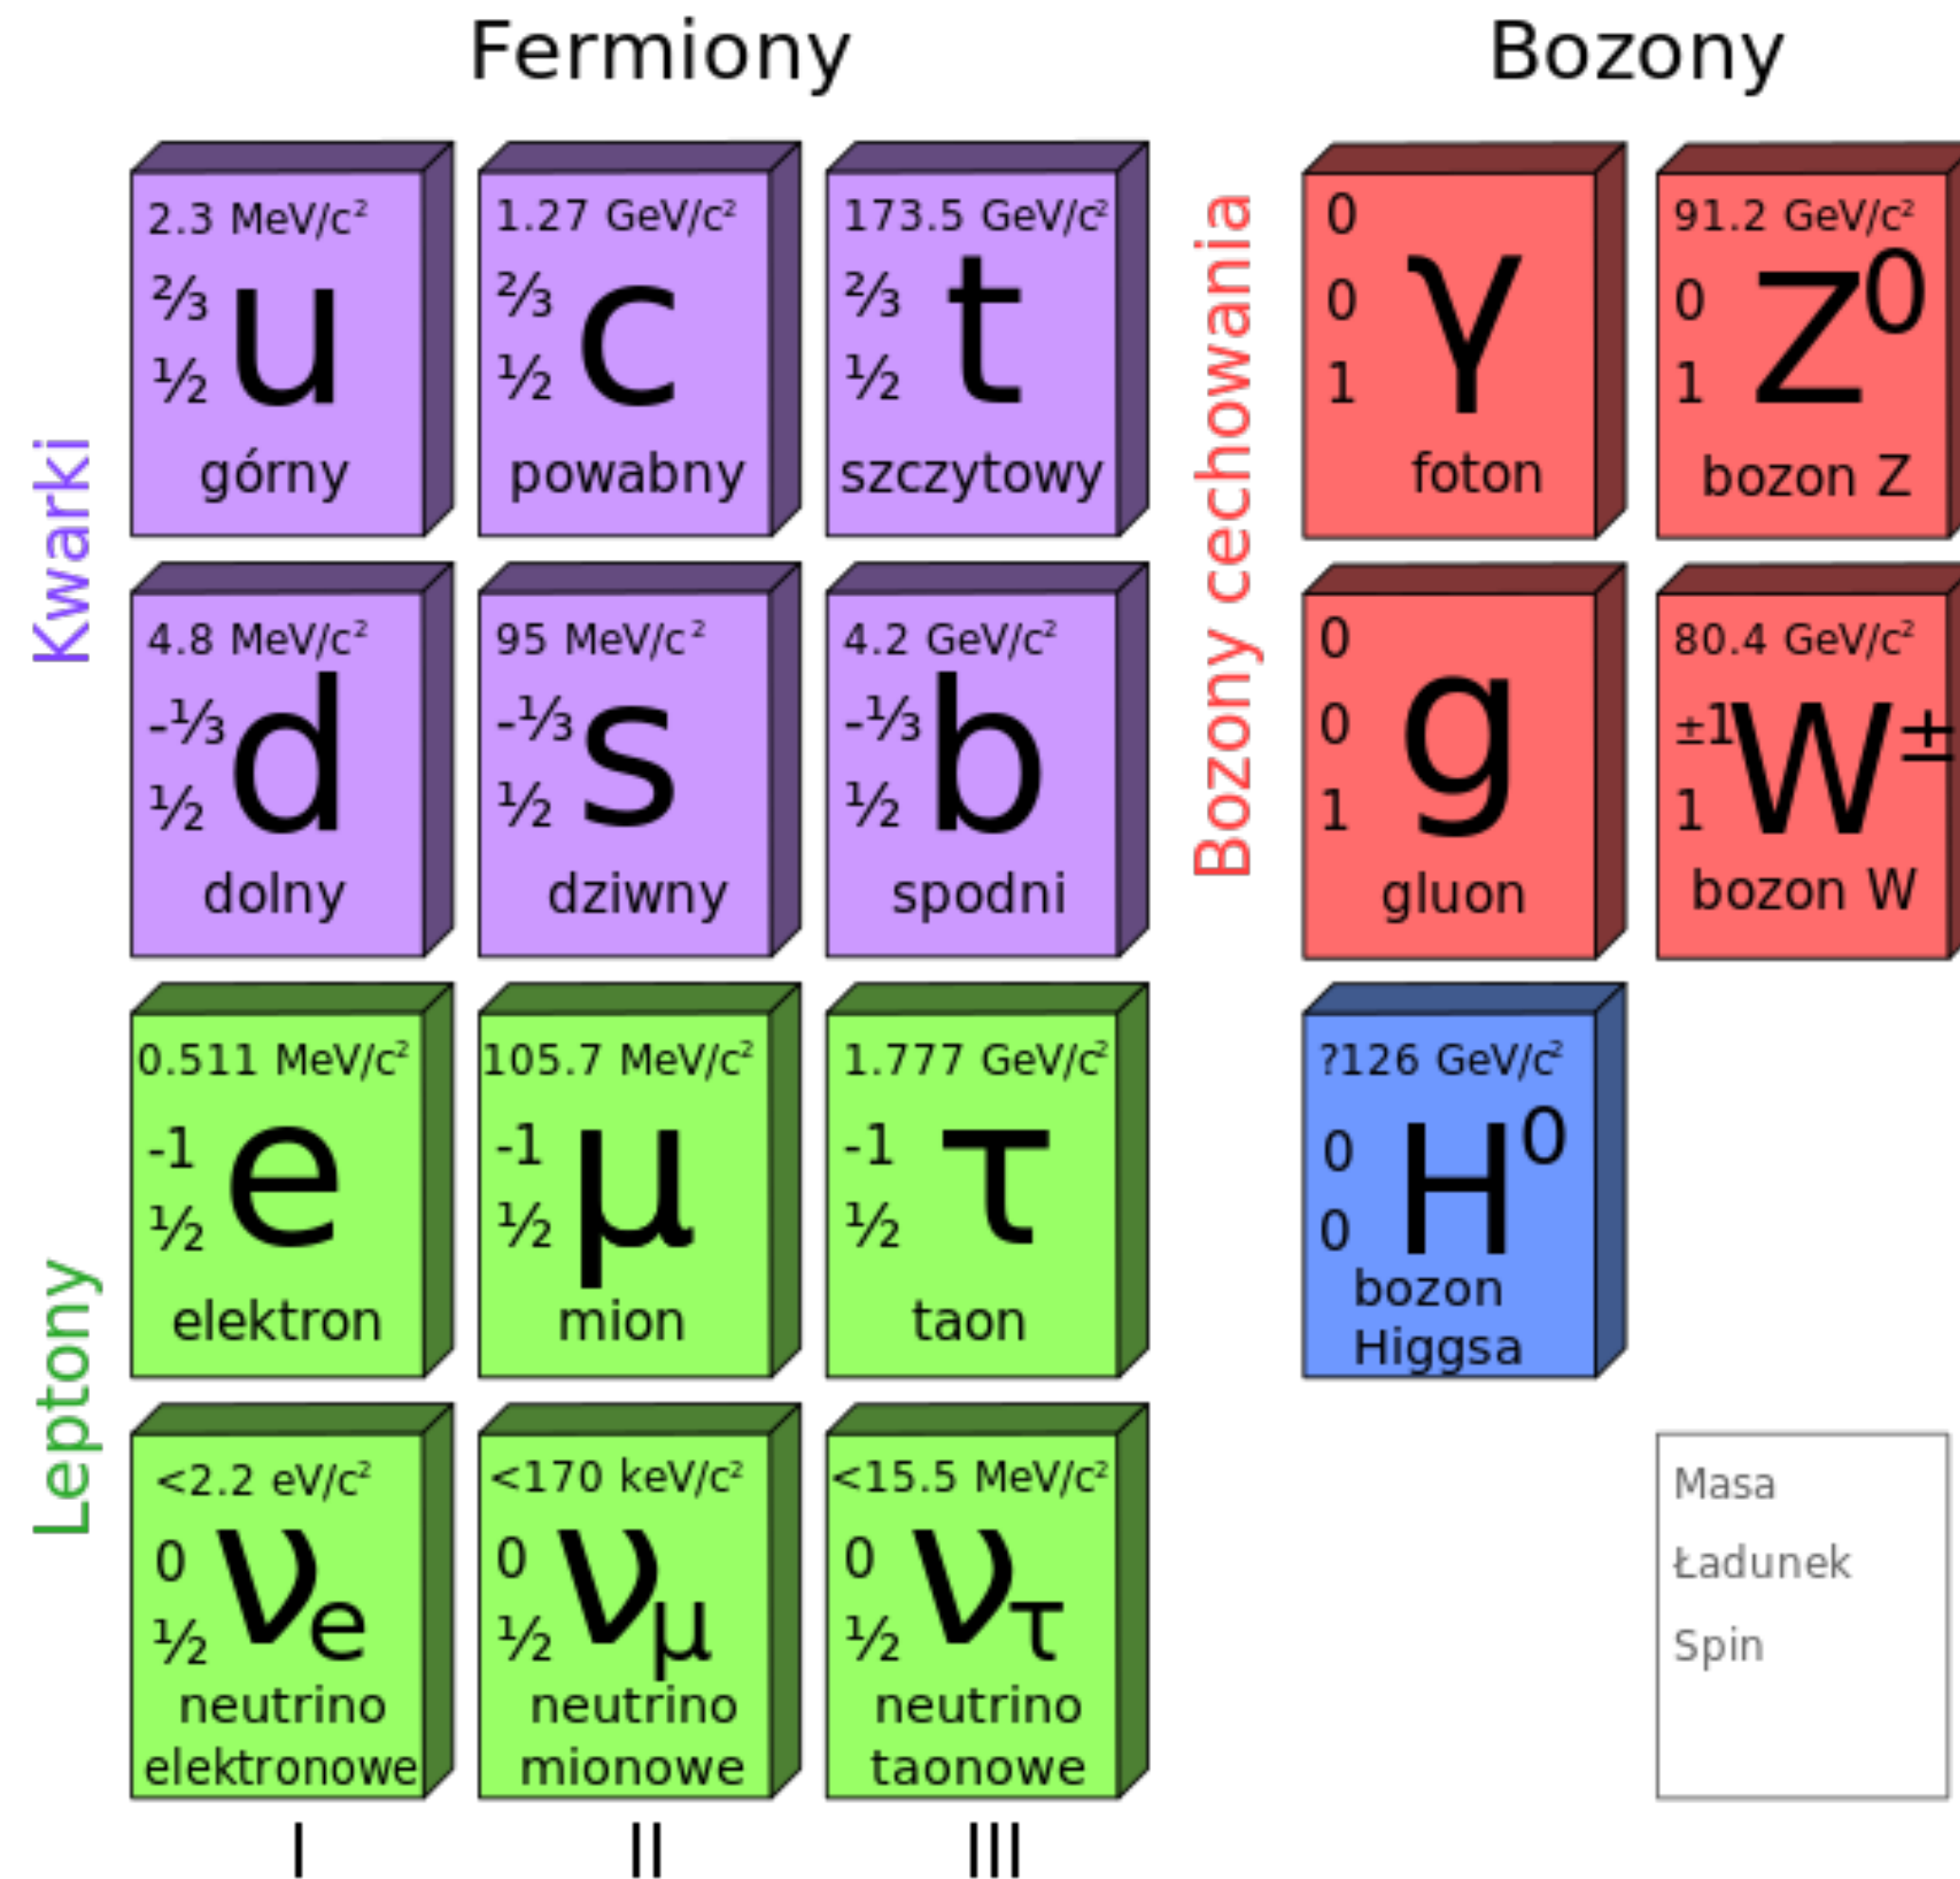 Fermiony
Bozony
Kwarki
2.3 MeV/c²
⅔
½
u
górny
1.27 GeV/c²
⅔
½
c
powabny
173.5 GeV/c²
⅔
½
t
szczytowy
4.8 MeV/c²
-⅓
½
d
dolny
95 MeV/c²
-⅓
½
s
dziwny
4.2 GeV/c²
-⅓
½
b
spodni
Leptony
0.511 MeV/c²
-1
½
e
elektron
105.7 MeV/c²
-1
½
μ
mion
1.777 GeV/c²
-1
½
τ
taon
<2.2 eV/c²
0
½
νe
neutrino
elektronowe
<170 keV/c²
0
½
νμ
neutrino
mionowe
<15.5 MeV/c²
0
½
ντ
neutrino
taonowe
I
II
III
Bozony cechowania
0
0
1
γ
foton
91.2 GeV/c²
0
1
Z⁰
bozon Z
0
0
1
g
gluon
80.4 GeV/c²
±1
1
W±
bozon W
?126 GeV/c²
0
0
H⁰
bozon
Higgsa
Masa
Ładunek
Spin